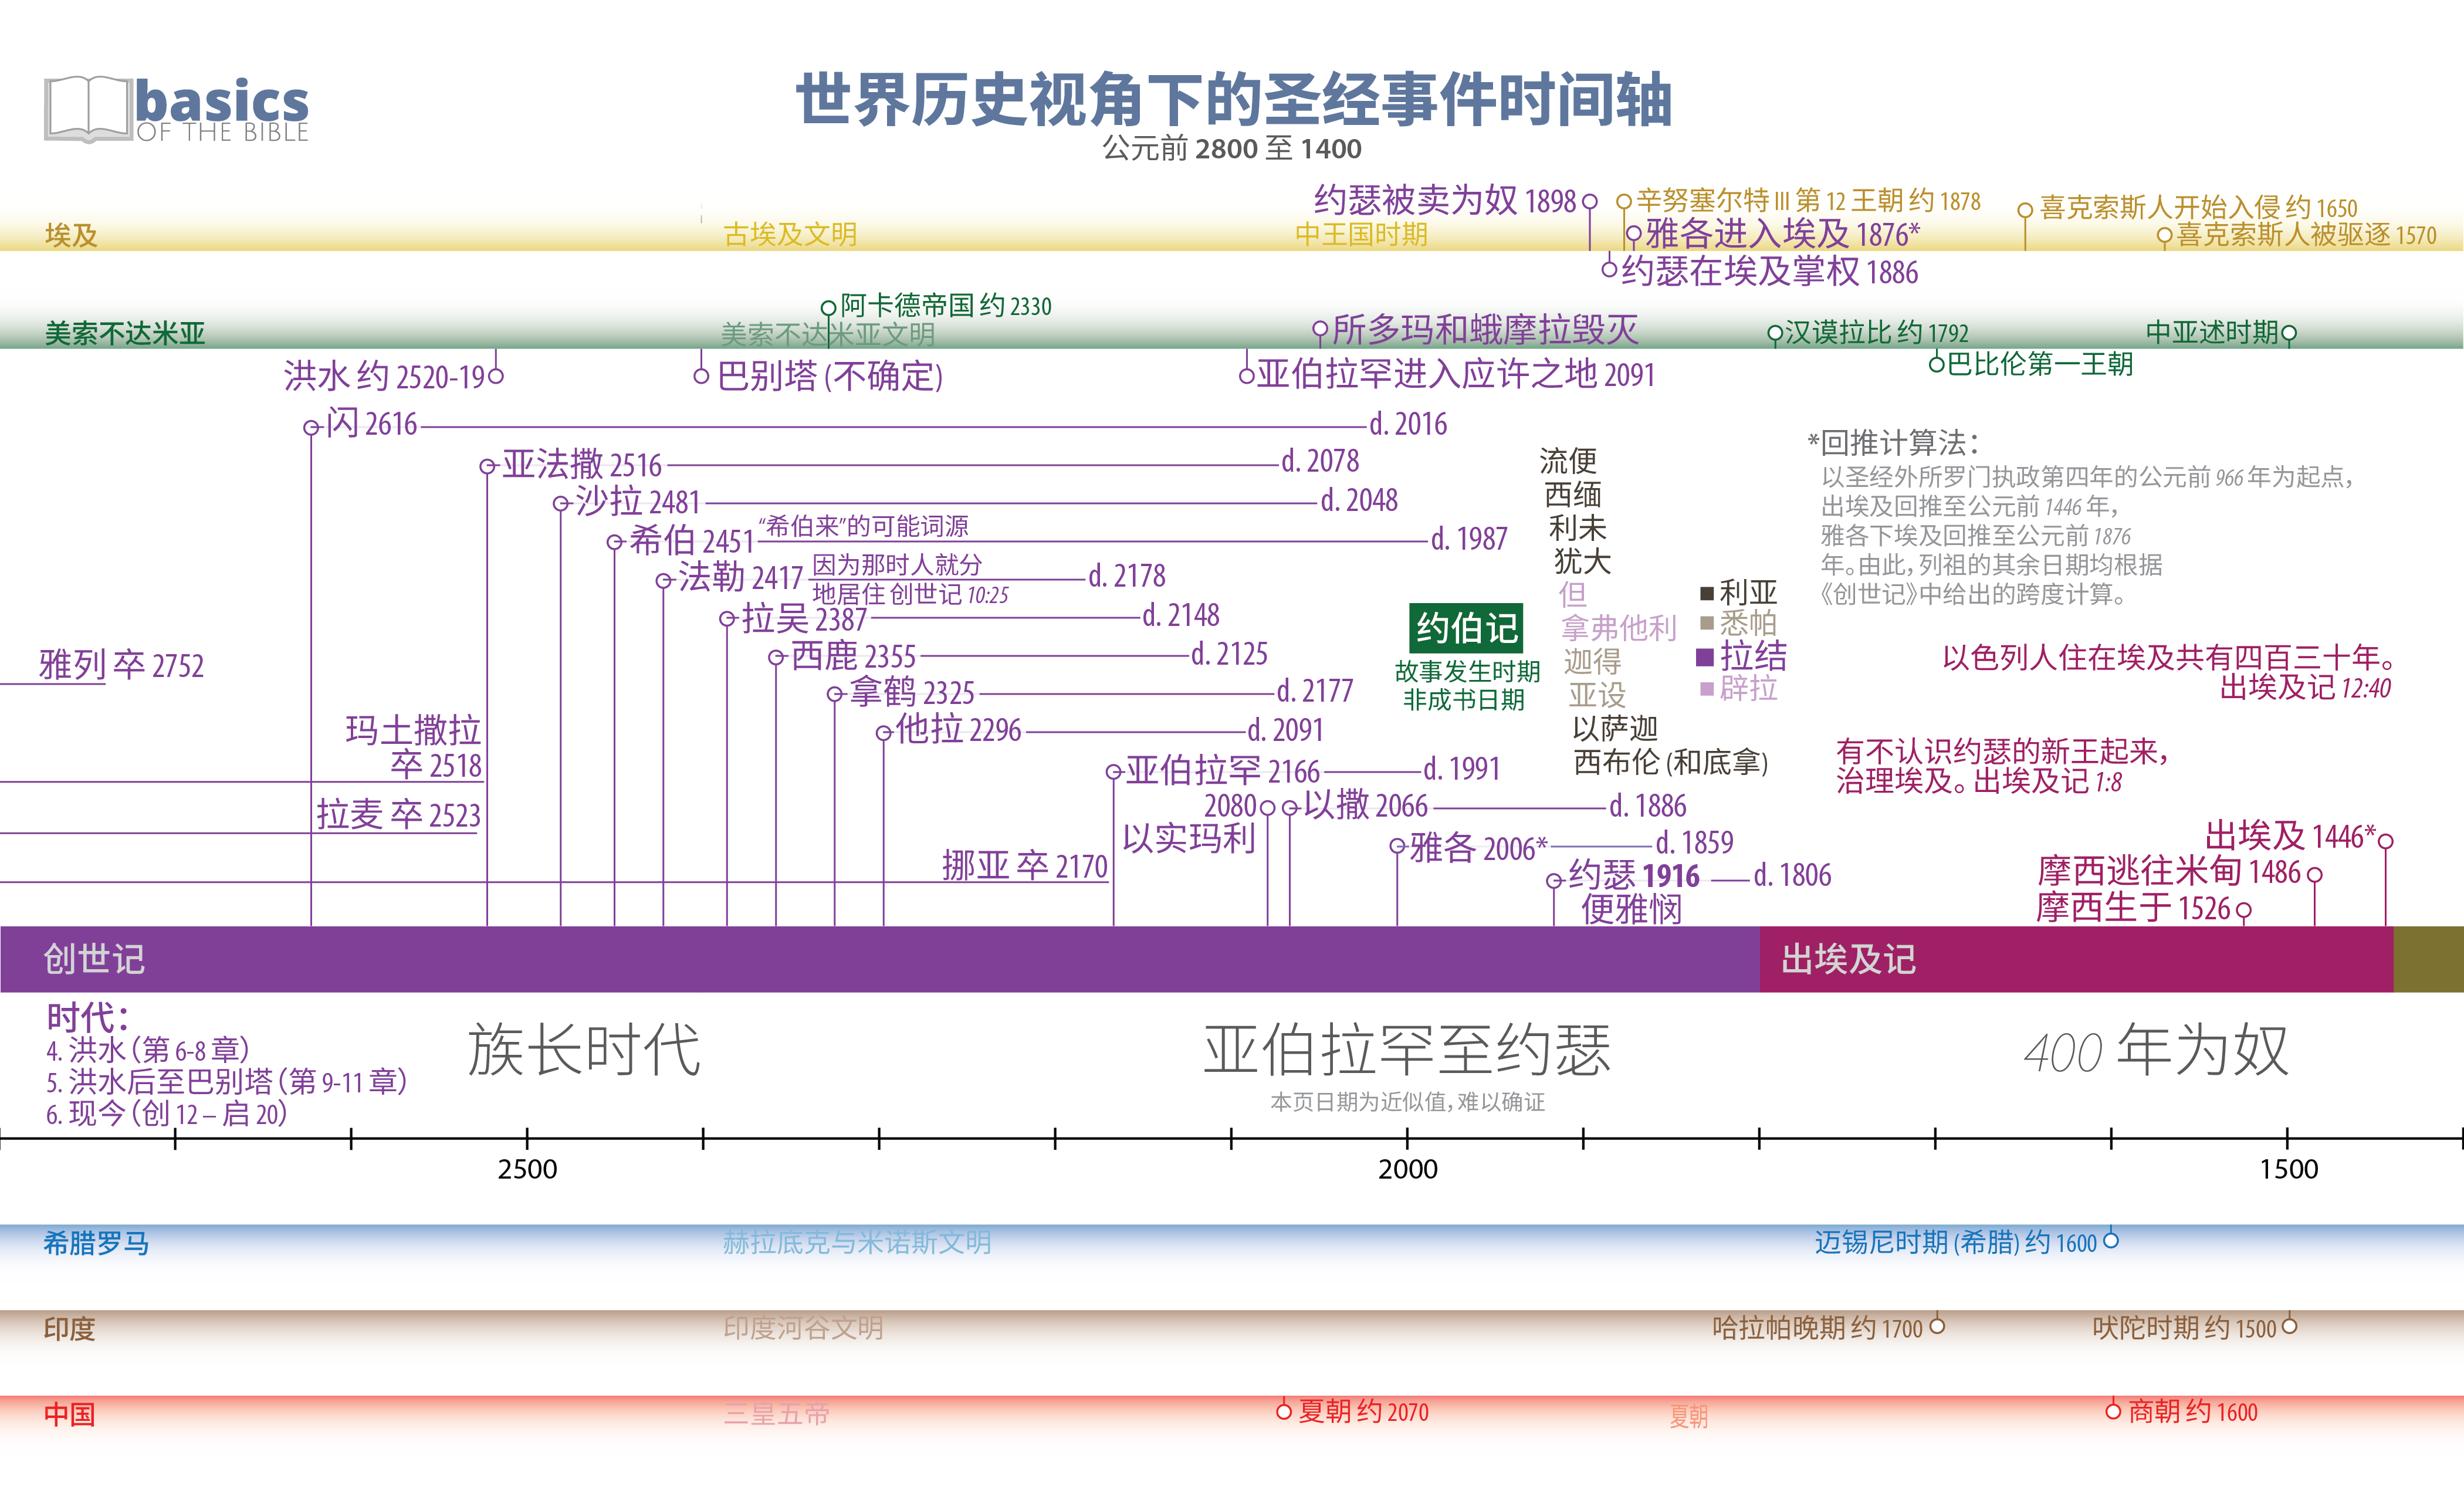 basics
OF THE BIBLE
世界历史视角下的圣经事件时间轴
公元前 2800 至 1400
约瑟被卖为奴 1898
辛努塞尔特 III 第 12 王朝 约 1878
喜克索斯人开始入侵 约 1650
埃及
古埃及文明
中王国时期
雅各进入埃及 1876*
喜克索斯人被驱逐 1570
约瑟在埃及掌权 1886
阿卡德帝国 约 2330
美索不达米亚
美索不达米亚文明
所多玛和蛾摩拉毁灭
汉谟拉比 约 1792
中亚述时期
洪水 约 2520-19
巴别塔 (不确定)
亚伯拉罕进入应许之地 2091
巴比伦第一王朝
闪 2616
d. 2016
亚法撒 2516
d. 2078
沙拉 2481
d. 2048
希伯 2451
“希伯来”的可能词源
d. 1987
法勒 2417
因为那时人就分
地居住 创世记 10:25
d. 2178
拉吴 2387
d. 2148
西鹿 2355
d. 2125
拿鹤 2325
d. 2177
他拉 2296
d. 2091
亚伯拉罕 2166
d. 1991
2080
以实玛利
以撒 2066
d. 1886
雅各 2006*
d. 1859
约瑟 1916
d. 1806
便雅悯
雅列 卒 2752
玛土撒拉
卒 2518
拉麦 卒 2523
挪亚 卒 2170
约伯记
故事发生时期
非成书日期
流便
西缅
利未
犹大
但
拿弗他利
迦得
亚设
以萨迦
西布伦 (和底拿)
利亚
悉帕
拉结
辟拉
*回推计算法：
以圣经外所罗门执政第四年的公元前 966 年为起点，
出埃及回推至公元前 1446 年，
雅各下埃及回推至公元前 1876
年。由此，列祖的其余日期均根据
《创世记》中给出的跨度计算。
以色列人住在埃及共有四百三十年。
出埃及记 12:40
有不认识约瑟的新王起来，
治理埃及。 出埃及记 1:8
出埃及 1446*
摩西逃往米甸 1486
摩西生于 1526
创世记
出埃及记
时代：
4. 洪水（第 6-8 章）
5. 洪水后至巴别塔（第 9-11 章）
6. 现今（创 12 – 启 20）
族长时代
亚伯拉罕至约瑟
本页日期为近似值，难以确证
400 年为奴
2500
2000
1500
希腊罗马
赫拉底克与米诺斯文明
迈锡尼时期 (希腊) 约 1600
印度
印度河谷文明
哈拉帕晚期 约 1700
吠陀时期 约 1500
中国
三皇五帝
夏朝 约 2070
夏朝
商朝 约 1600